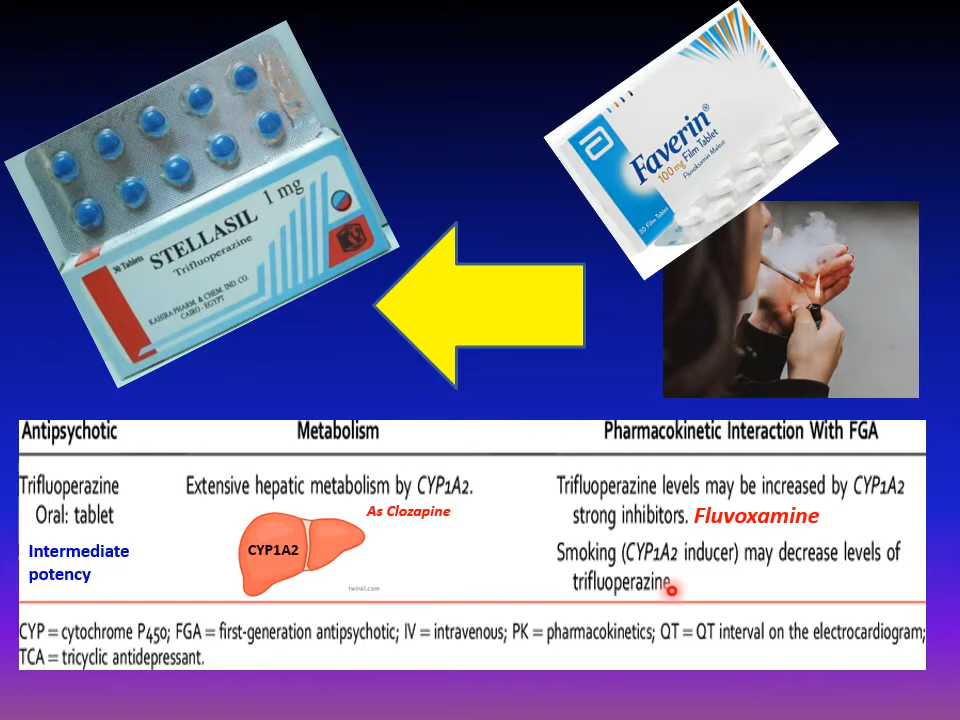 30 Tablets
STELLASIL 1 mg
Trifluoperazine
KAHIRA PHARM. & CHEM. IND. CO.
CAIRO - EGYPT
Faverin®
100 mg Film Tablet
Fluvoksamin Maleat
30 Film Tablet
Antipsychotic Metabolism Pharmacokinetic Interaction With FGA
Trifluoperazine Extensive hepatic metabolism by CYP1A2. Trifluoperazine levels may be increased by CYP1A2
Oral: tablet As Clozapine strong inhibitors. Fluvoxamine
Intermediate CYP1A2 Smoking (CYP1A2 inducer) may decrease levels of
potency trifluoperazine
twinkl.com
CYP = cytochrome P450; FGA = first-generation antipsychotic; IV = intravenous; PK = pharmacokinetics; QT = QT interval on the electrocardiogram;
TCA = tricyclic antidepressant.